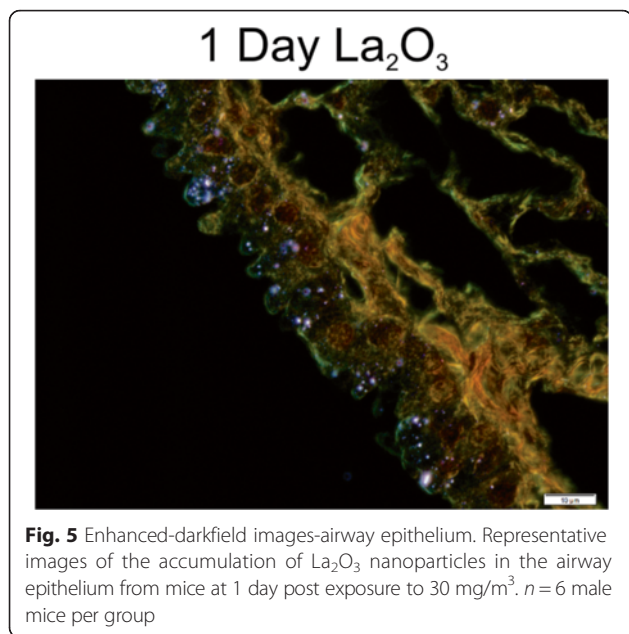 1 Day La₂O₃
10 µm
Fig. 5 Enhanced-darkfield images-airway epithelium. Representative
images of the accumulation of La₂O₃ nanoparticles in the airway
epithelium from mice at 1 day post exposure to 30 mg/m³. n = 6 male
mice per group